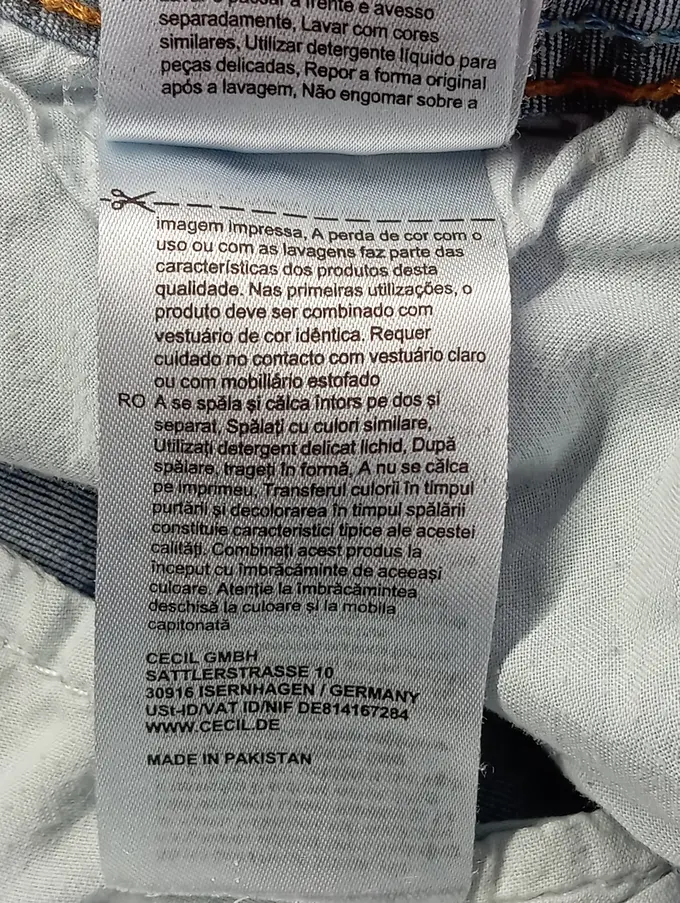 frente e avesso
separadamente, Lavar com cores
similares, Utilizar detergente líquido para
peças delicadas, Repor a forma original
após a lavagem, Não engomar sobre a
imagem impressa, A perda de cor com o
uso ou com as lavagens faz parte das
características dos produtos desta
qualidade. Nas primeiras utilizações, o
produto deve ser combinado com
vestuário de cor idêntica. Requer
cuidado no contacto com vestuário claro
ou com mobiliário estofado
RO A se spăla și călca întors pe dos și
separat, Spălați cu culori similare,
Utilizați detergent delicat lichid, După
spălare, trageți în formă, A nu se călca
pe imprimeu, Transferul culorii în timpul
purtării și decolorarea în timpul spălării
constituie caracteristici tipice ale acestei
calități. Combinați acest produs la
început cu îmbrăcăminte de aceeași
culoare. Atenție la îmbrăcămintea
deschisă la culoare și la mobila
capitonată
CECIL GMBH
SATTLERSTRASSE 10
30916 ISERNHAGEN / GERMANY
USt-ID/VAT ID/NIF DE814167284
WWW.CECIL.DE
MADE IN PAKISTAN